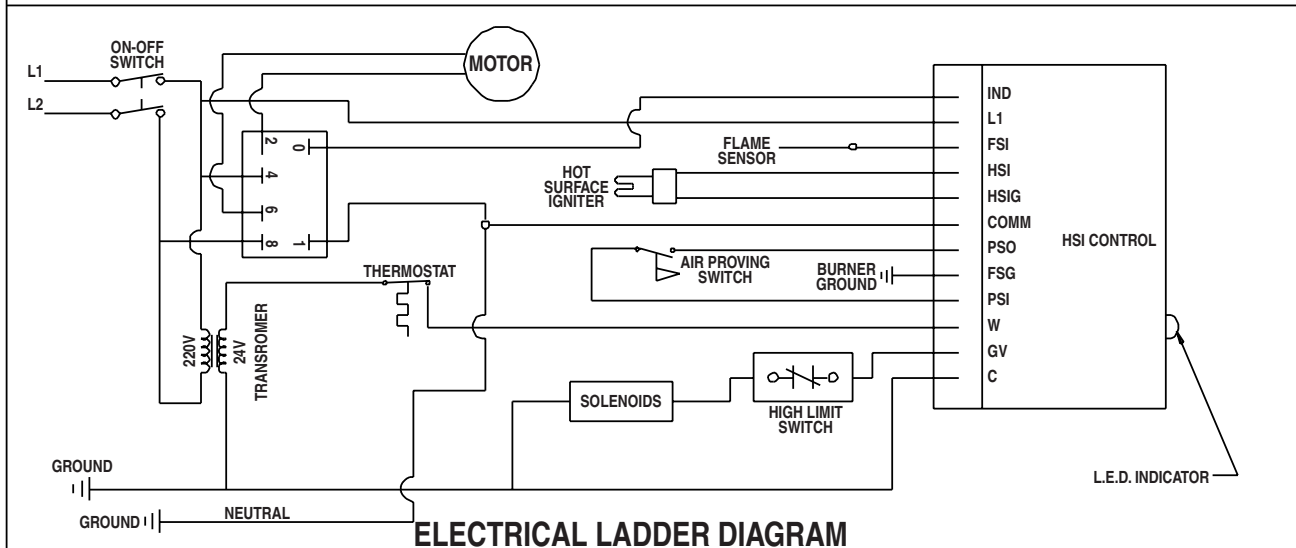 ON-OFF
SWITCH
L1
L2
MOTOR
2
0
4
6
8
1
FLAME
SENSOR
HOT
SURFACE
IGNITER
IND
L1
FSI
HSI
HSIG
COMM
PSO
FSG
PSI
W
GV
C
HSI CONTROL
AIR PROVING
SWITCH
BURNER
GROUND
THERMOSTAT
220V
24V
TRANSROMER
SOLENOIDS
HIGH LIMIT
SWITCH
L.E.D. INDICATOR
GROUND
GROUND
NEUTRAL
ELECTRICAL LADDER DIAGRAM